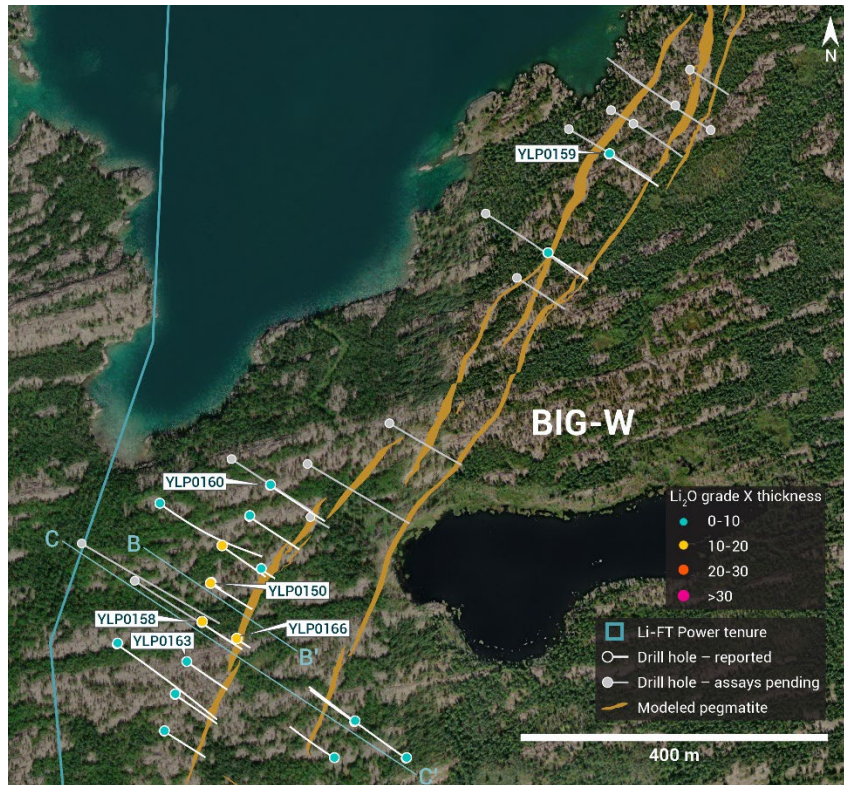 N
YLP0159
BIG-W
YLP0160
Li₂O grade X thickness
0-10
10-20
20-30
>30
C
B
YLP0150
YLP0158
YLP0166
YLP0163
B'
C'
Li-FT Power tenure
Drill hole – reported
Drill hole – assays pending
Modeled pegmatite
400 m